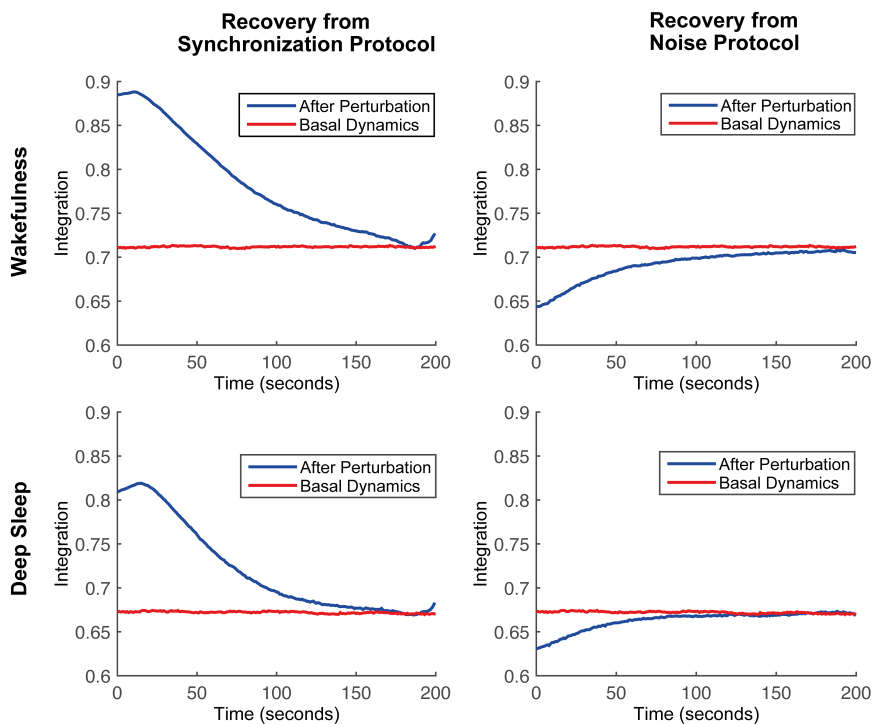 Recovery from
Synchronization Protocol
Recovery from
Noise Protocol
Wakefulness
Integration
0.9
0.85
0.8
0.75
0.7
0.65
0.6
After Perturbation
Basal Dynamics
0 50 100 150 200
Time (seconds)
Integration
0.9
0.85
0.8
0.75
0.7
0.65
0.6
After Perturbation
Basal Dynamics
0 50 100 150 200
Time (seconds)
Deep Sleep
Integration
0.9
0.85
0.8
0.75
0.7
0.65
0.6
After Perturbation
Basal Dynamics
0 50 100 150 200
Time (seconds)
Integration
0.9
0.85
0.8
0.75
0.7
0.65
0.6
After Perturbation
Basal Dynamics
0 50 100 150 200
Time (seconds)